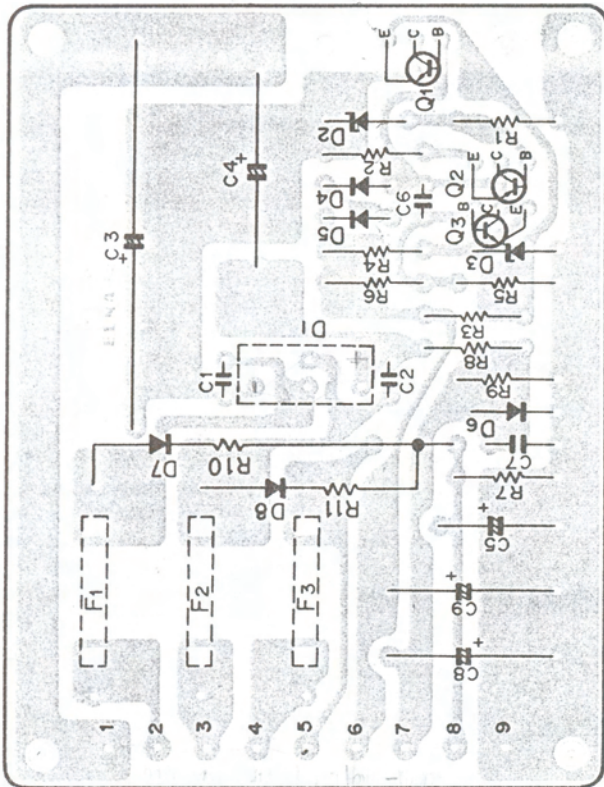 E C B
Q1
D2
R1
R2
E C B
Q2
C4 +
D4
C6
D5
B C E
Q3
C3 +
R4
D3
R6
R5
D1
R3
C1
- +
C2
R8
R9
D6
D7
R10
C7
D8
R11
R7
+ C5
F1
F2
F3
+ C9
+ C8
1 2 3 4 5 6 7 8 9